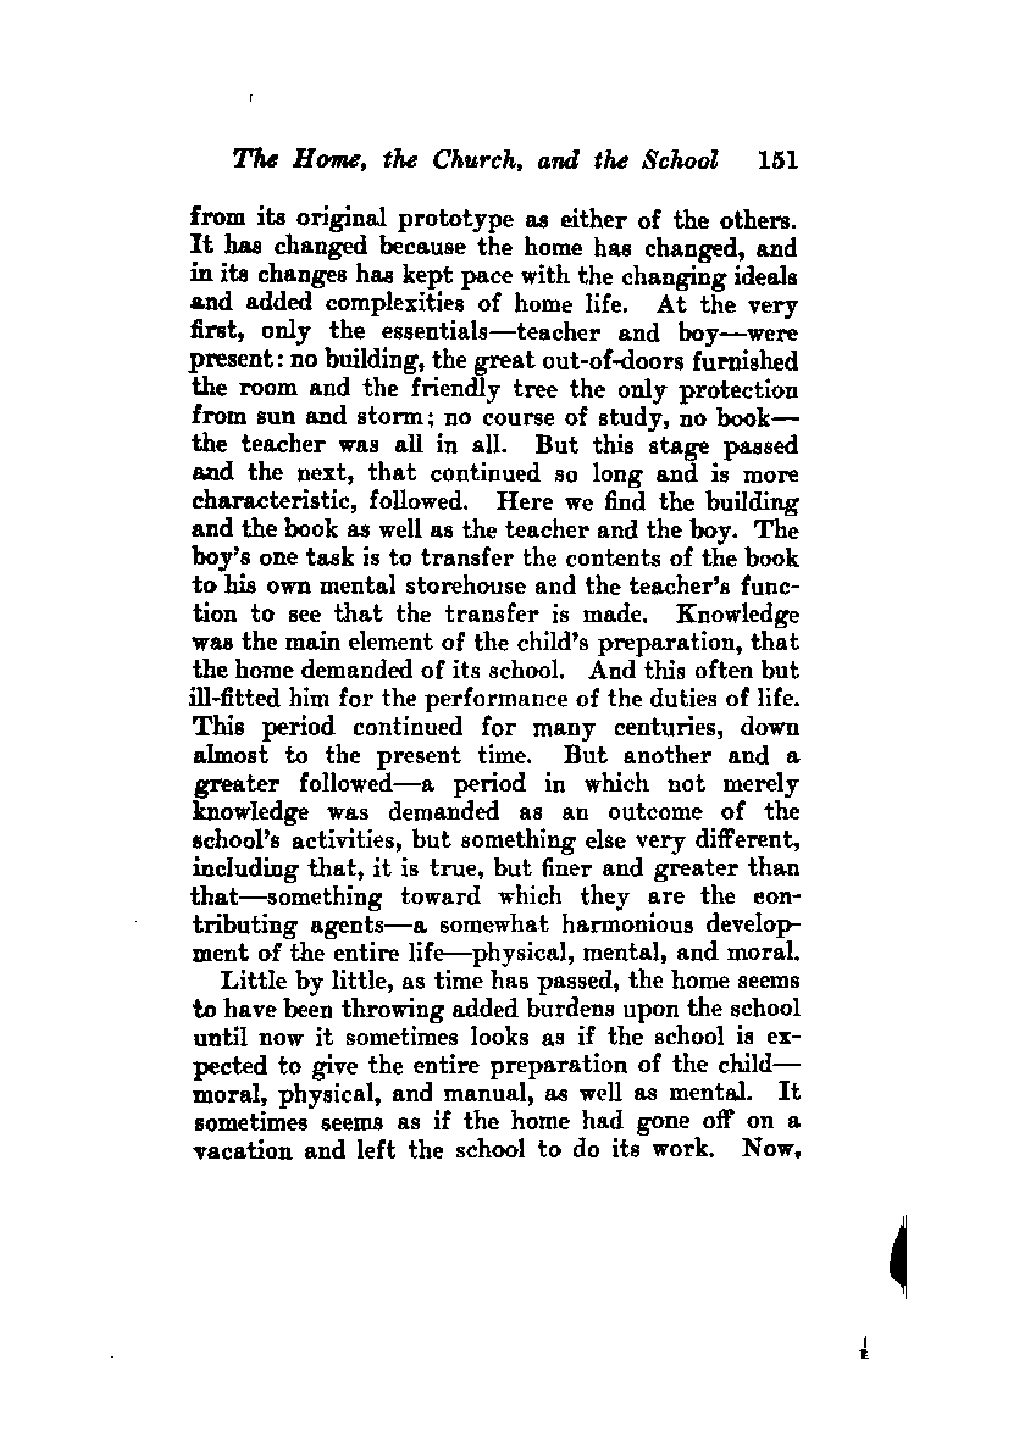 The Home, the Church, and the School 151
from its original prototype as either of the others.
It has changed because the home has changed, and
in its changes has kept pace with the changing ideals
and added complexities of home life. At the very
first, only the essentials—teacher and boy—were
present: no building, the great out-of-doors furnished
the room and the friendly tree the only protection
from sun and storm; no course of study, no book—
the teacher was all in all. But this stage passed
and the next, that continued so long and is more
characteristic, followed. Here we find the building
and the book as well as the teacher and the boy. The
boy's one task is to transfer the contents of the book
to his own mental storehouse and the teacher's func-
tion to see that the transfer is made. Knowledge
was the main element of the child's preparation, that
the home demanded of its school. And this often but
ill-fitted him for the performance of the duties of life.
This period continued for many centuries, down
almost to the present time. But another and a
greater followed—a period in which not merely
knowledge was demanded as an outcome of the
school's activities, but something else very different,
including that, it is true, but finer and greater than
that—something toward which they are the con-
tributing agents—a somewhat harmonious develop-
ment of the entire life—physical, mental, and moral.
Little by little, as time has passed, the home seems
to have been throwing added burdens upon the school
until now it sometimes looks as if the school is ex-
pected to give the entire preparation of the child—
moral, physical, and manual, as well as mental. It
sometimes seems as if the home had gone off on a
vacation and left the school to do its work. Now,